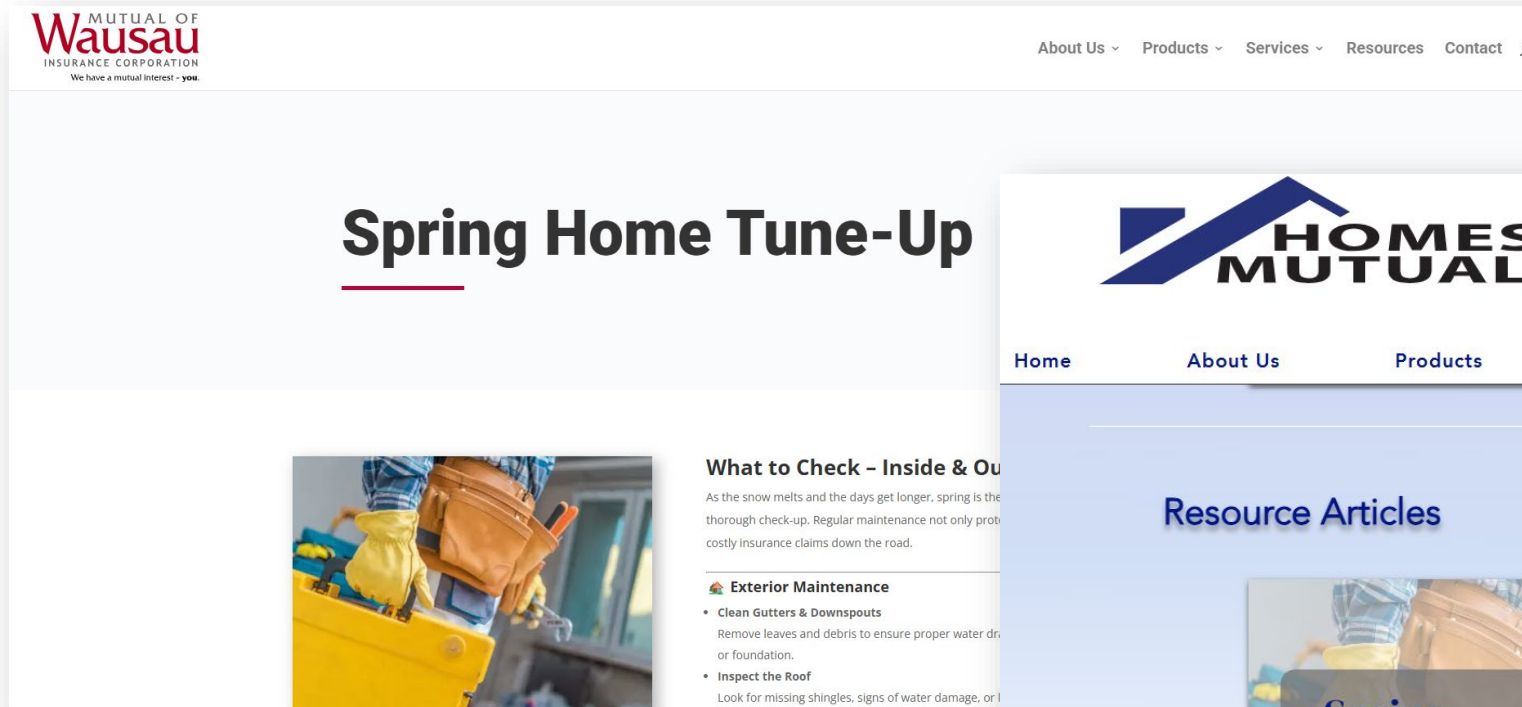 MUTUAL OF
Wausau
INSURANCE CORPORATION
We have a mutual interest - you.
About Us
Products
Services
Resources
Contact
Spring Home Tune-Up
What to Check – Inside & Ou
As the snow melts and the days get longer, spring is the
thorough check-up. Regular maintenance not only prot
costly insurance claims down the road.
Exterior Maintenance
• Clean Gutters & Downspouts
Remove leaves and debris to ensure proper water dra
or foundation.
• Inspect the Roof
Look for missing shingles, signs of water damage, or
HOMES
MUTUAL
Home
About Us
Products
Resource Articles